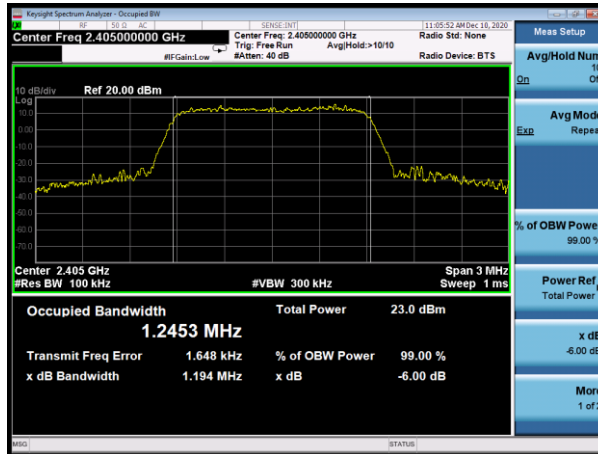 Keysight Spectrum Analyzer - Occupied BW
RF 50 Ω AC SENSE:INT 11:05:52 AM Dec 10, 2020
Center Freq 2.405000000 GHz
Center Freq: 2.405000000 GHz
Radio Std: None
Trig: Free Run Avg|Hold:>10/10
#IFGain:Low #Atten: 40 dB Radio Device: BTS
10 dB/div Ref 20.00 dBm
Log
10.0
0.00
-10.0
-20.0
-30.0
-40.0
-50.0
-60.0
-70.0
Center 2.405 GHz Span 3 MHz
#Res BW 100 kHz #VBW 300 kHz Sweep 1 ms
Occupied Bandwidth Total Power 23.0 dBm
1.2453 MHz
Transmit Freq Error 1.648 kHz % of OBW Power 99.00 %
x dB Bandwidth 1.194 MHz x dB -6.00 dB
MSG STATUS
Meas Setup
Avg/Hold Num
10
On Of
Avg Mode
Exp Repea
% of OBW Powe
99.00 %
Power Ref
Total Power
x dB
-6.00 dB
More
1 of 2